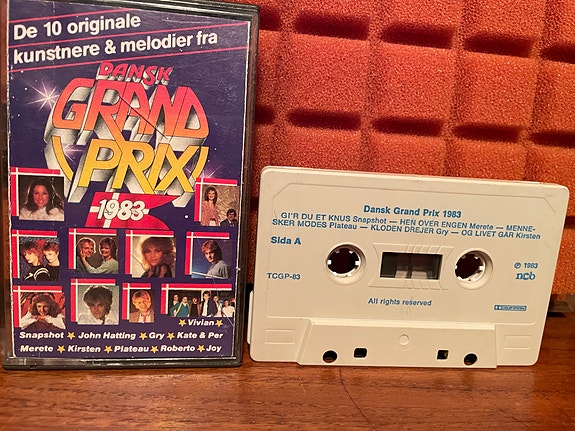 De 10 originale
kunstnere & melodier fra
DANSK
GRAND
PRIX
1983
★ Vivian ★
Snapshot ★ John Hatting ★ Gry ★ Kate & Per
Merete ★ Kirsten ★ Plateau ★ Roberto ★ Joy
Dansk Grand Prix 1983
GI'R DU ET KNUS Snapshot — HEN OVER ENGEN Merete — MENNE-
SKER MODES Plateau — KLODEN DREJER Gry — OG LIVET GÅR Kirsten
Sida A
TCGP-83
℗ 1983
ncb
All rights reserved